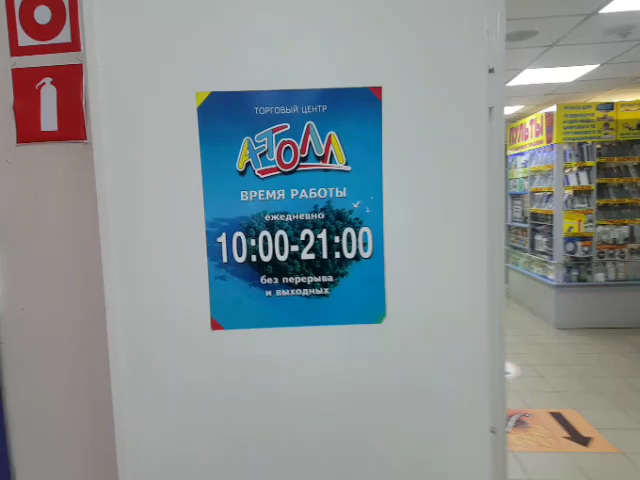 ТОРГОВЫЙ ЦЕНТР
АТОЛЛ
ВРЕМЯ РАБОТЫ
ежедневно
10:00-21:00
без перерыва
и выходных
ПУЛЬТЫ